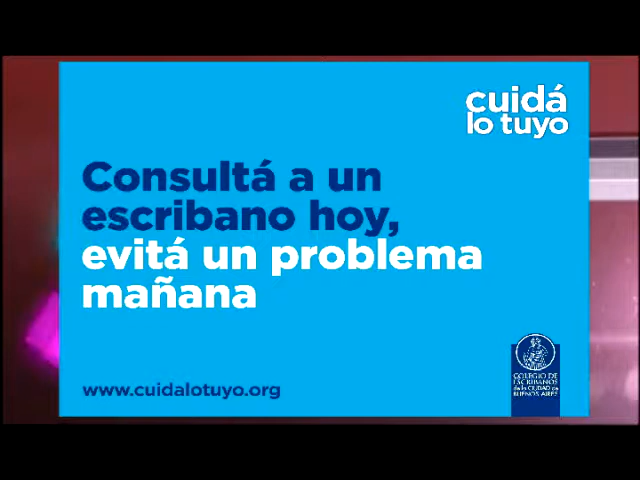 cuidá
lo tuyo
Consultá a un
escribano hoy,
evitá un problema
mañana
www.cuidalotuyo.org
COLEGIO DE
ESCRIBANOS
de la CIUDAD de
BUENOS AIRES